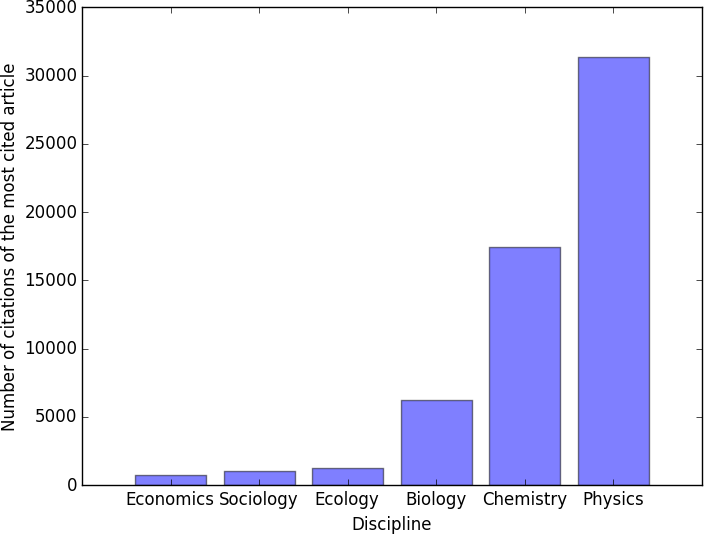 Number of citations of the most cited article
35000
30000
25000
20000
15000
10000
5000
0
Economics Sociology Ecology Biology Chemistry Physics
Discipline